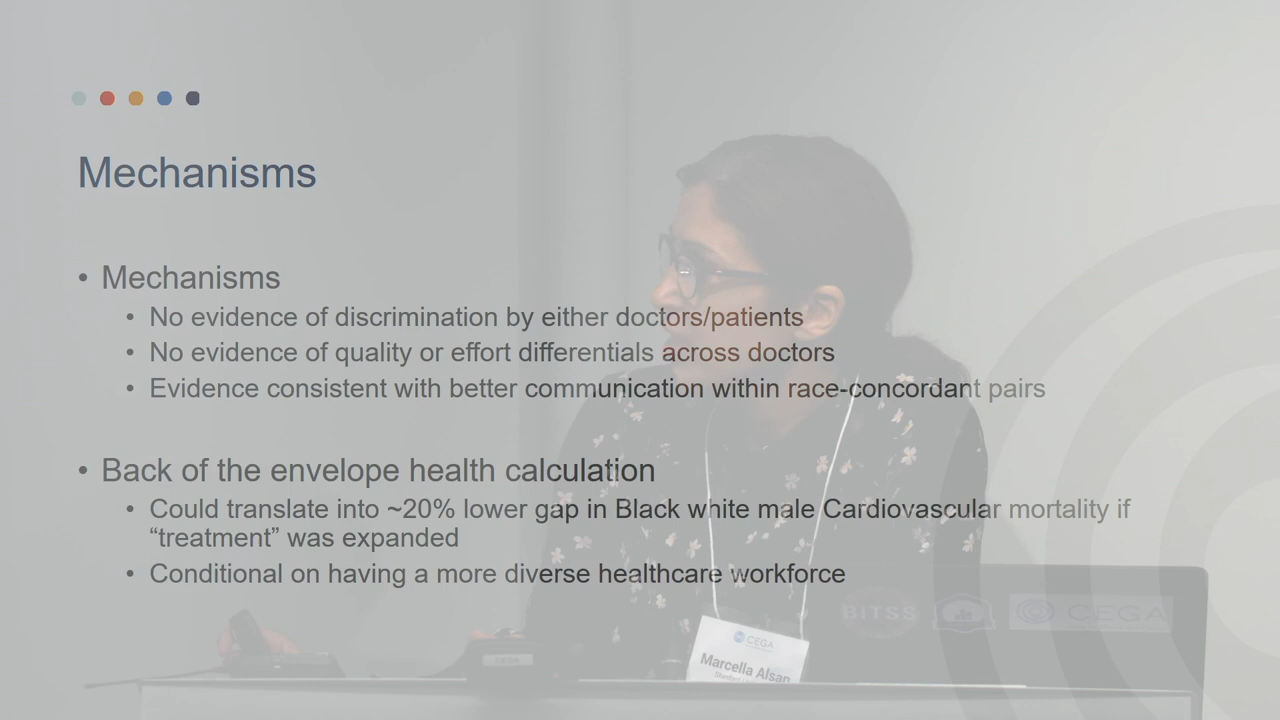 Mechanisms
• Mechanisms
• No evidence of discrimination by either doctors/patients
• No evidence of quality or effort differentials across doctors
• Evidence consistent with better communication within race-concordant pairs
• Back of the envelope health calculation
• Could translate into ~20% lower gap in Black white male Cardiovascular mortality if
“treatment” was expanded
• Conditional on having a more diverse healthcare workforce
BITSS
CEGA
CEGA
Marcella Alsan